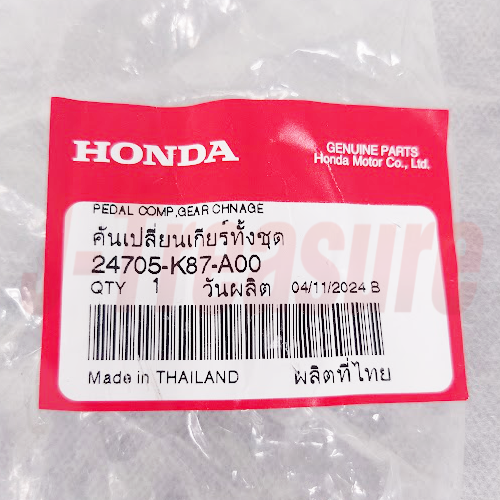 HONDA
GENUINE PARTS
Honda Motor Co., Ltd.
PEDAL COMP,GEAR CHNAGE
คันเปลี่ยนเกียร์ทั้งชุด
24705-K87-A00
QTY 1 วันผลิต 04/11/2024 B
Made in THAILAND ผลิตที่ไทย
J-Treasure